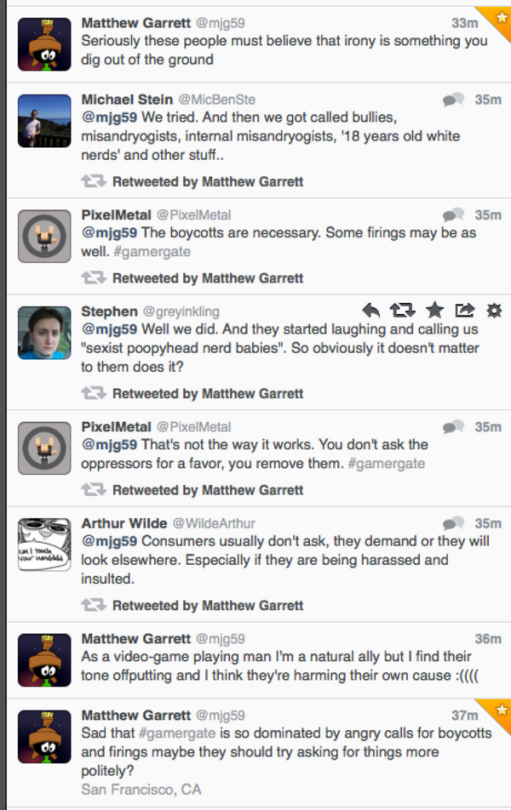 Matthew Garrett @mjg59 33m
Seriously these people must believe that irony is something you
dig out of the ground
Michael Stein @MicBenSte 35m
@mjg59 We tried. And then we got called bullies,
misandryogists, internal misandryogists, '18 years old white
nerds' and other stuff..
Retweeted by Matthew Garrett
PixelMetal @PixelMetal 35m
@mjg59 The boycotts are necessary. Some firings may be as
well. #gamergate
Retweeted by Matthew Garrett
Stephen @greyinkling
@mjg59 Well we did. And they started laughing and calling us
"sexist poopyhead nerd babies". So obviously it doesn't matter
to them does it?
Retweeted by Matthew Garrett
PixelMetal @PixelMetal 35m
@mjg59 That's not the way it works. You don't ask the
oppressors for a favor, you remove them. #gamergate
Retweeted by Matthew Garrett
Arthur Wilde @WildeArthur 35m
@mjg59 Consumers usually don't ask, they demand or they will
look elsewhere. Especially if they are being harassed and
insulted.
Retweeted by Matthew Garrett
Matthew Garrett @mjg59 36m
As a video-game playing man I'm a natural ally but I find their
tone offputting and I think they're harming their own cause :((((
Matthew Garrett @mjg59 37m
Sad that #gamergate is so dominated by angry calls for boycotts
and firings maybe they should try asking for things more
politely?
San Francisco, CA